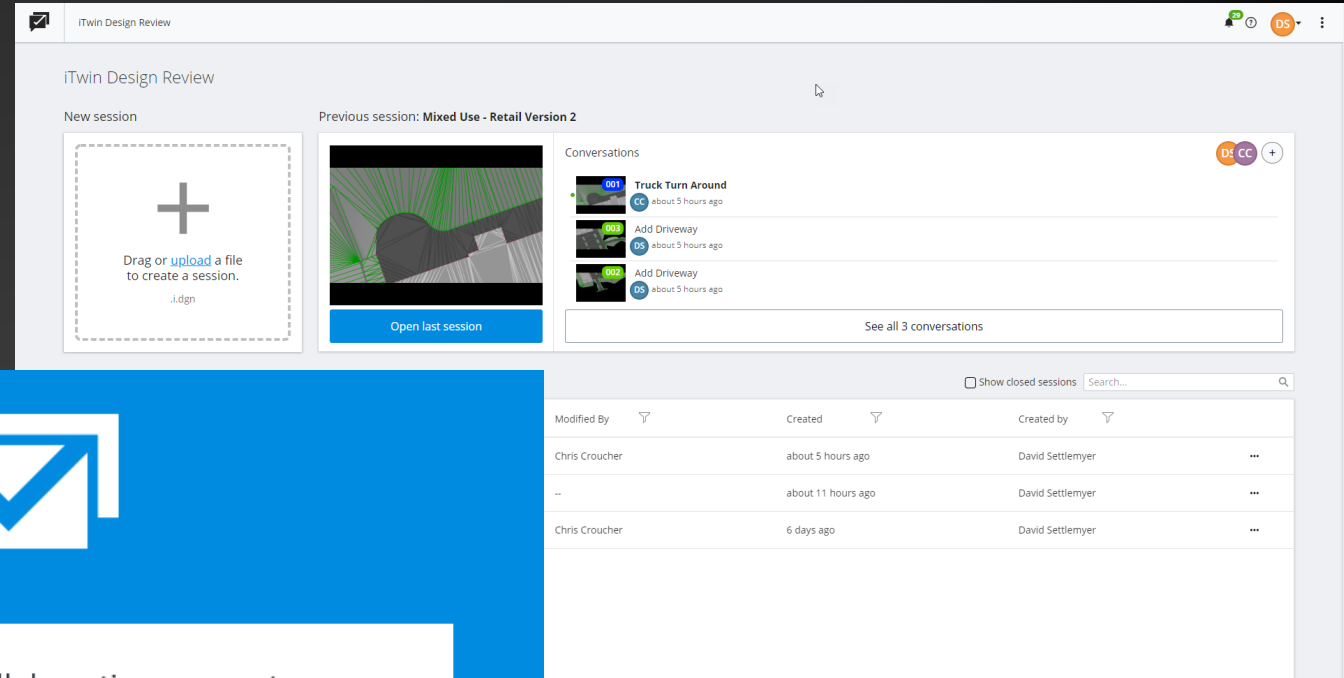 iTwin Design Review
29
DS
iTwin Design Review
New session
Previous session: Mixed Use - Retail Version 2
Drag or upload a file
to create a session.
.i.dgn
Open last session
Conversations
DS CC +
001 Truck Turn Around
CC about 5 hours ago
003 Add Driveway
DS about 5 hours ago
002 Add Driveway
DS about 5 hours ago
See all 3 conversations
Show closed sessions Search...
Modified By Created Created by
Chris Croucher about 5 hours ago David Settlemyer ...
-- about 11 hours ago David Settlemyer ...
Chris Croucher 6 days ago David Settlemyer ...